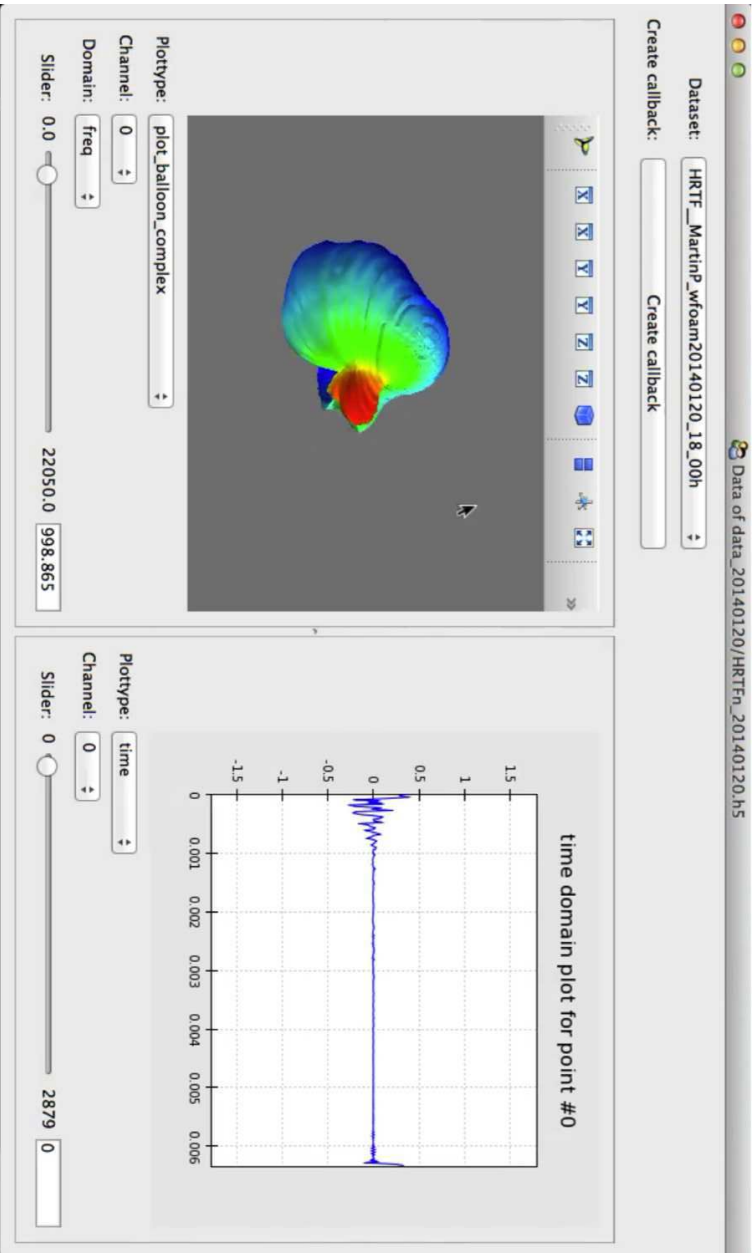 Data of data_20140120/HRTFn_20140120.h5
Dataset: HRTF__MartinP_wfoam20140120_18_00h
Create callback: Create callback
X X Y Y Z Z
»
Plottype: plot_balloon_complex
Channel: 0
Domain: freq
Slider: 0.0 22050.0 998.865
time domain plot for point #0
1.5
1
0.5
0
-0.5
-1
-1.5
0 0.001 0.002 0.003 0.004 0.005 0.006
Plottype: time
Channel: 0
Slider: 0 2879 0